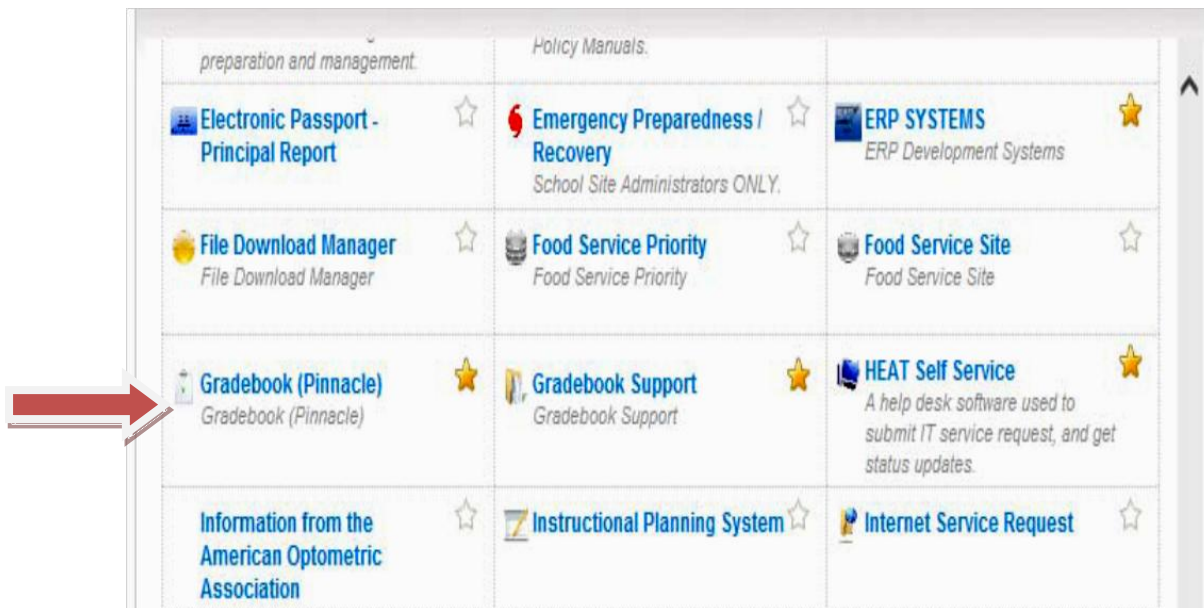 preparation and management.
Policy Manuals.
Electronic Passport -
Principal Report
Emergency Preparedness /
Recovery
School Site Administrators ONLY.
ERP SYSTEMS
ERP Development Systems
File Download Manager
File Download Manager
Food Service Priority
Food Service Priority
Food Service Site
Food Service Site
Gradebook (Pinnacle)
Gradebook (Pinnacle)
Gradebook Support
Gradebook Support
HEAT Self Service
A help desk software used to
submit IT service request, and get
status updates.
Information from the
American Optometric
Association
Instructional Planning System
Internet Service Request